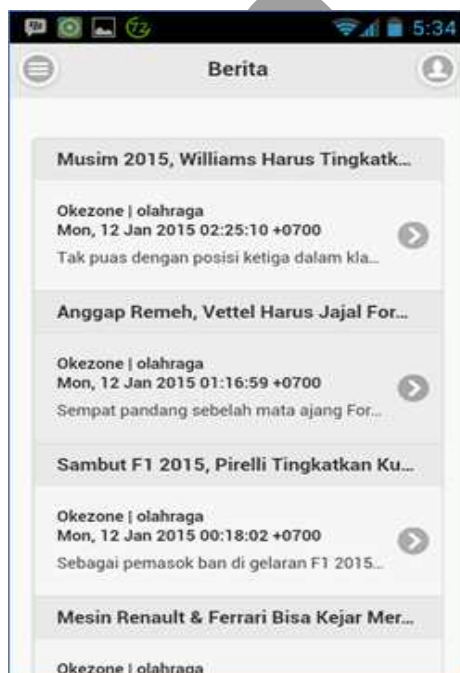 72
5:34
Berita
Musim 2015, Williams Harus Tingkatk...
Okezone | olahraga
Mon, 12 Jan 2015 02:25:10 +0700
Tak puas dengan posisi ketiga dalam kla...
Anggap Remeh, Vettel Harus Jajal For...
Okezone | olahraga
Mon, 12 Jan 2015 01:16:59 +0700
Sempat pandang sebelah mata ajang For...
Sambut F1 2015, Pirelli Tingkatkan Ku...
Okezone | olahraga
Mon, 12 Jan 2015 00:18:02 +0700
Sebagai pemasok ban di gelaran F1 2015...
Mesin Renault & Ferrari Bisa Kejar Mer...
Okezone | olahraga